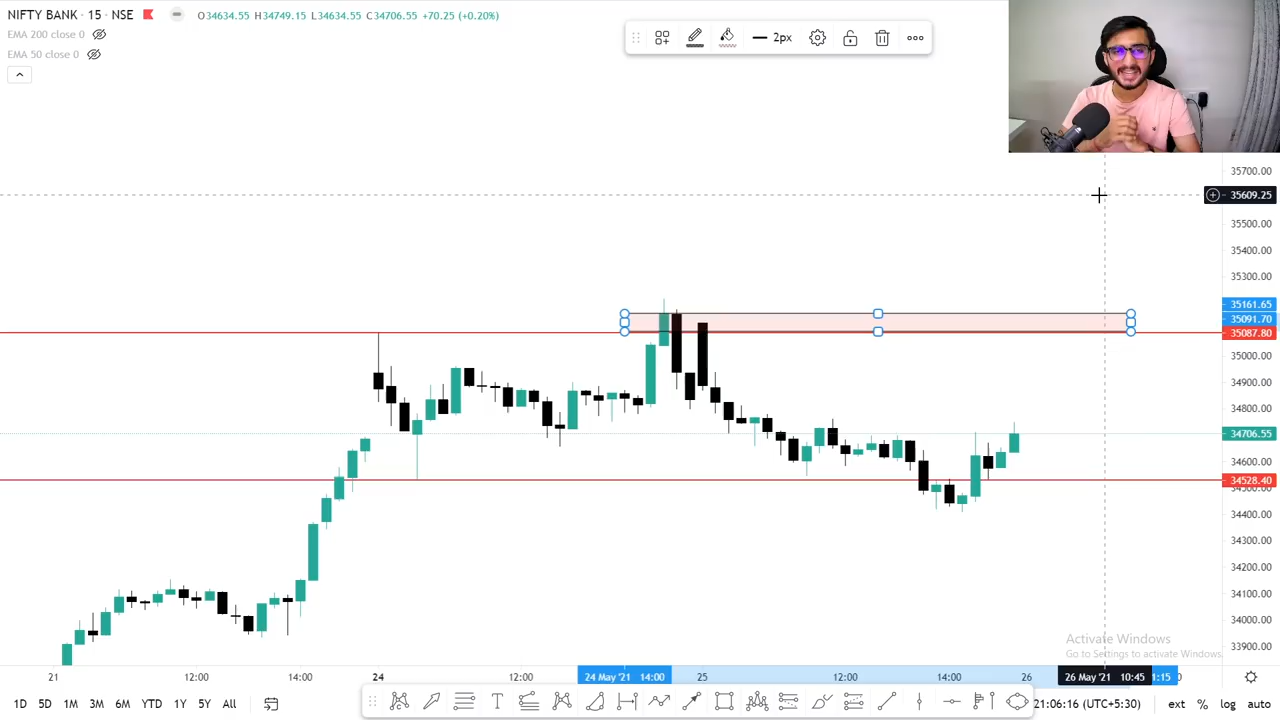 NIFTY BANK · 15 · NSE O34634.55 H34749.15 L34634.55 C34706.55 +70.25 (+0.20%)
EMA 200 close 0
EMA 50 close 0
2px
35700.00
35609.25
35500.00
35400.00
35300.00
35161.65
35091.70
35087.80
35000.00
34900.00
34800.00
34706.55
34600.00
34528.40
34500.00
34400.00
34300.00
34200.00
34100.00
34000.00
33900.00
Activate Windows
Go to Settings to activate Windows.
21 12:00 14:00 24 12:00 24 May '21 14:00 25 12:00 14:00 26 26 May '21 10:45 1:15
1D 5D 1M 3M 6M YTD 1Y 5Y All 21:06:16 (UTC+5:30) ext % log auto